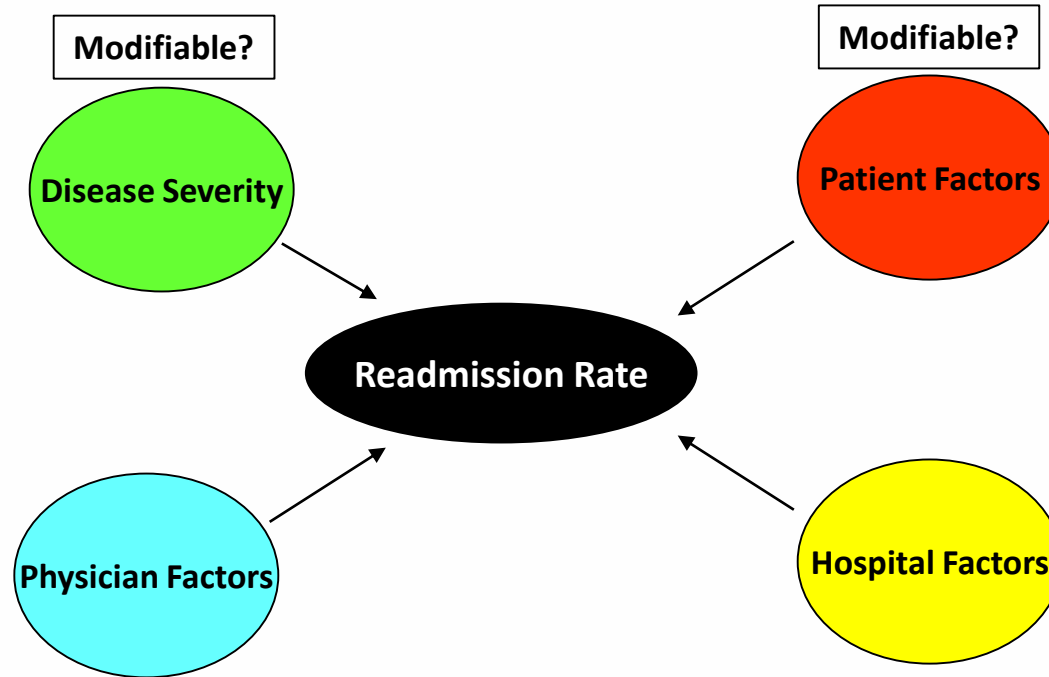 Modifiable?
Modifiable?
Disease Severity
Patient Factors
Readmission Rate
Physician Factors
Hospital Factors